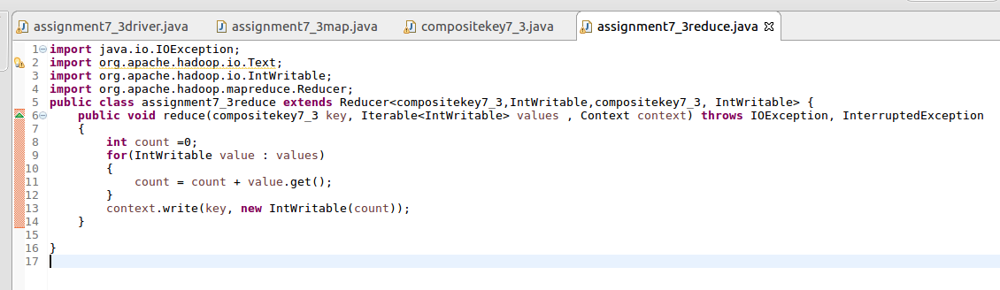 assignment7_3driver.java assignment7_3map.java compositekey7_3.java assignment7_3reduce.java
1 import java.io.IOException;
2 import org.apache.hadoop.io.Text;
3 import org.apache.hadoop.io.IntWritable;
4 import org.apache.hadoop.mapreduce.Reducer;
5 public class assignment7_3reduce extends Reducer<compositekey7_3,IntWritable,compositekey7_3, IntWritable> {
6     public void reduce(compositekey7_3 key, Iterable<IntWritable> values , Context context) throws IOException, InterruptedException
7     {
8         int count =0;
9         for(IntWritable value : values)
10         {
11             count = count + value.get();
12         }
13         context.write(key, new IntWritable(count));
14     }
15
16 }
17